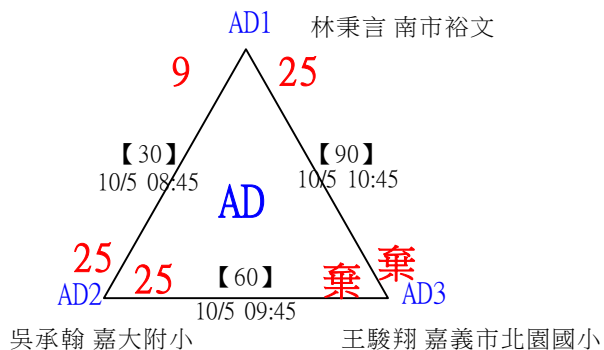 AD1 林秉言 南市裕文
9 25
【30】 【90】
10/5 08:45 10/5 10:45
AD
25 25 棄 棄
【60】
AD2 AD3
10/5 09:45
吳承翰 嘉大附小 王駿翔 嘉義市北園國小